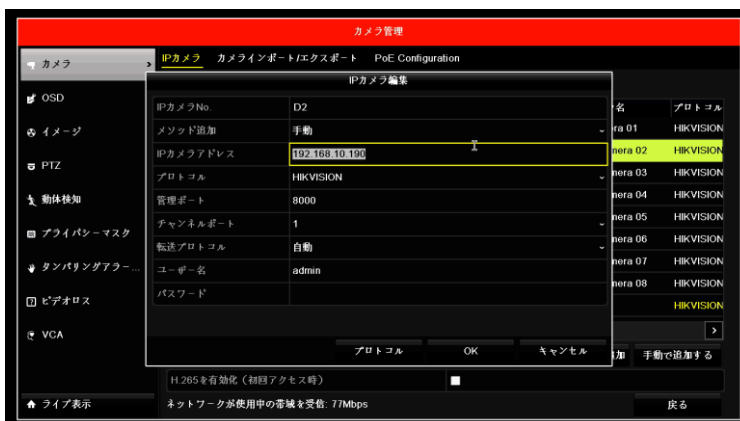 カメラ管理
カメラ
IPカメラ カメラインポート/エクスポート PoE Configuration
IPカメラ編集
OSD
IPカメラNo. D2
名 プロトコル
イメージ
メソッド追加 手動
era 01 HIKVISION
IPカメラアドレス 192.168.10.190
mera 02 HIKVISION
PTZ
プロトコル HIKVISION
mera 03 HIKVISION
動体検知
管理ポート 8000
mera 04 HIKVISION
チャンネルポート 1
mera 05 HIKVISION
プライバシーマスク
転送プロトコル 自動
mera 06 HIKVISION
タンパリングアラー...
ユーザー名 admin
mera 07 HIKVISION
パスワード
mera 08 HIKVISION
ビデオロス
HIKVISION
VCA
プロトコル OK キャンセル
加 手動で追加する
H.265を有効化（初回アクセス時）
ライブ表示
ネットワークが使用中の帯域を受信: 77Mbps
戻る